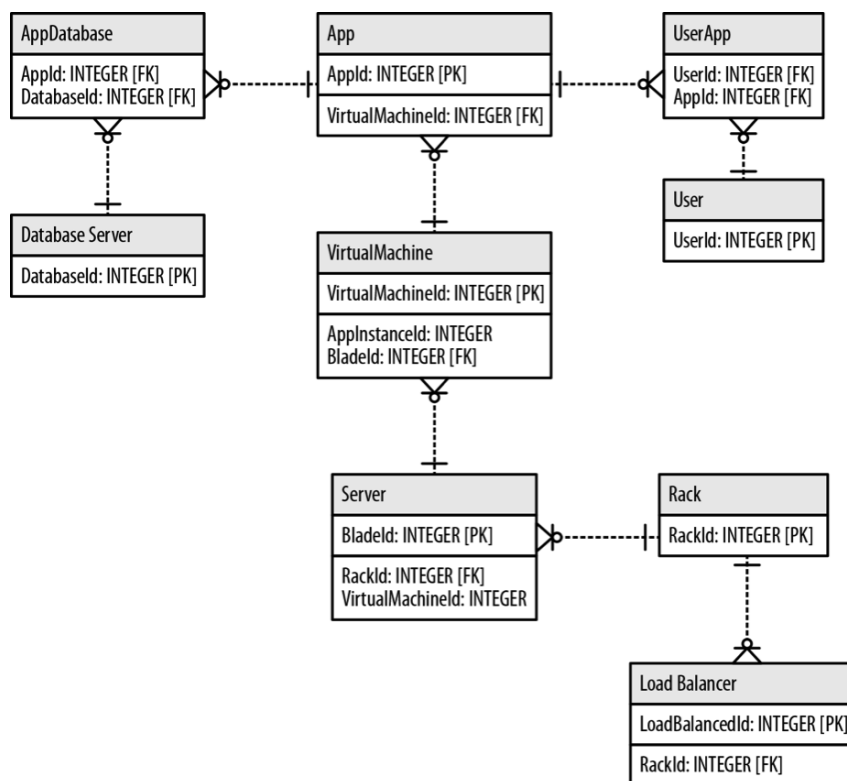 AppDatabase
AppId: INTEGER [FK]
DatabaseId: INTEGER [FK]
App
AppId: INTEGER [PK]
VirtualMachineId: INTEGER [FK]
UserApp
UserId: INTEGER [FK]
AppId: INTEGER [FK]
Database Server
DatabaseId: INTEGER [PK]
User
UserId: INTEGER [PK]
VirtualMachine
VirtualMachineId: INTEGER [PK]
AppInstanceId: INTEGER
BladeId: INTEGER [FK]
Server
BladeId: INTEGER [PK]
RackId: INTEGER [FK]
VirtualMachineId: INTEGER
Rack
RackId: INTEGER [PK]
Load Balancer
LoadBalancedId: INTEGER [PK]
RackId: INTEGER [FK]